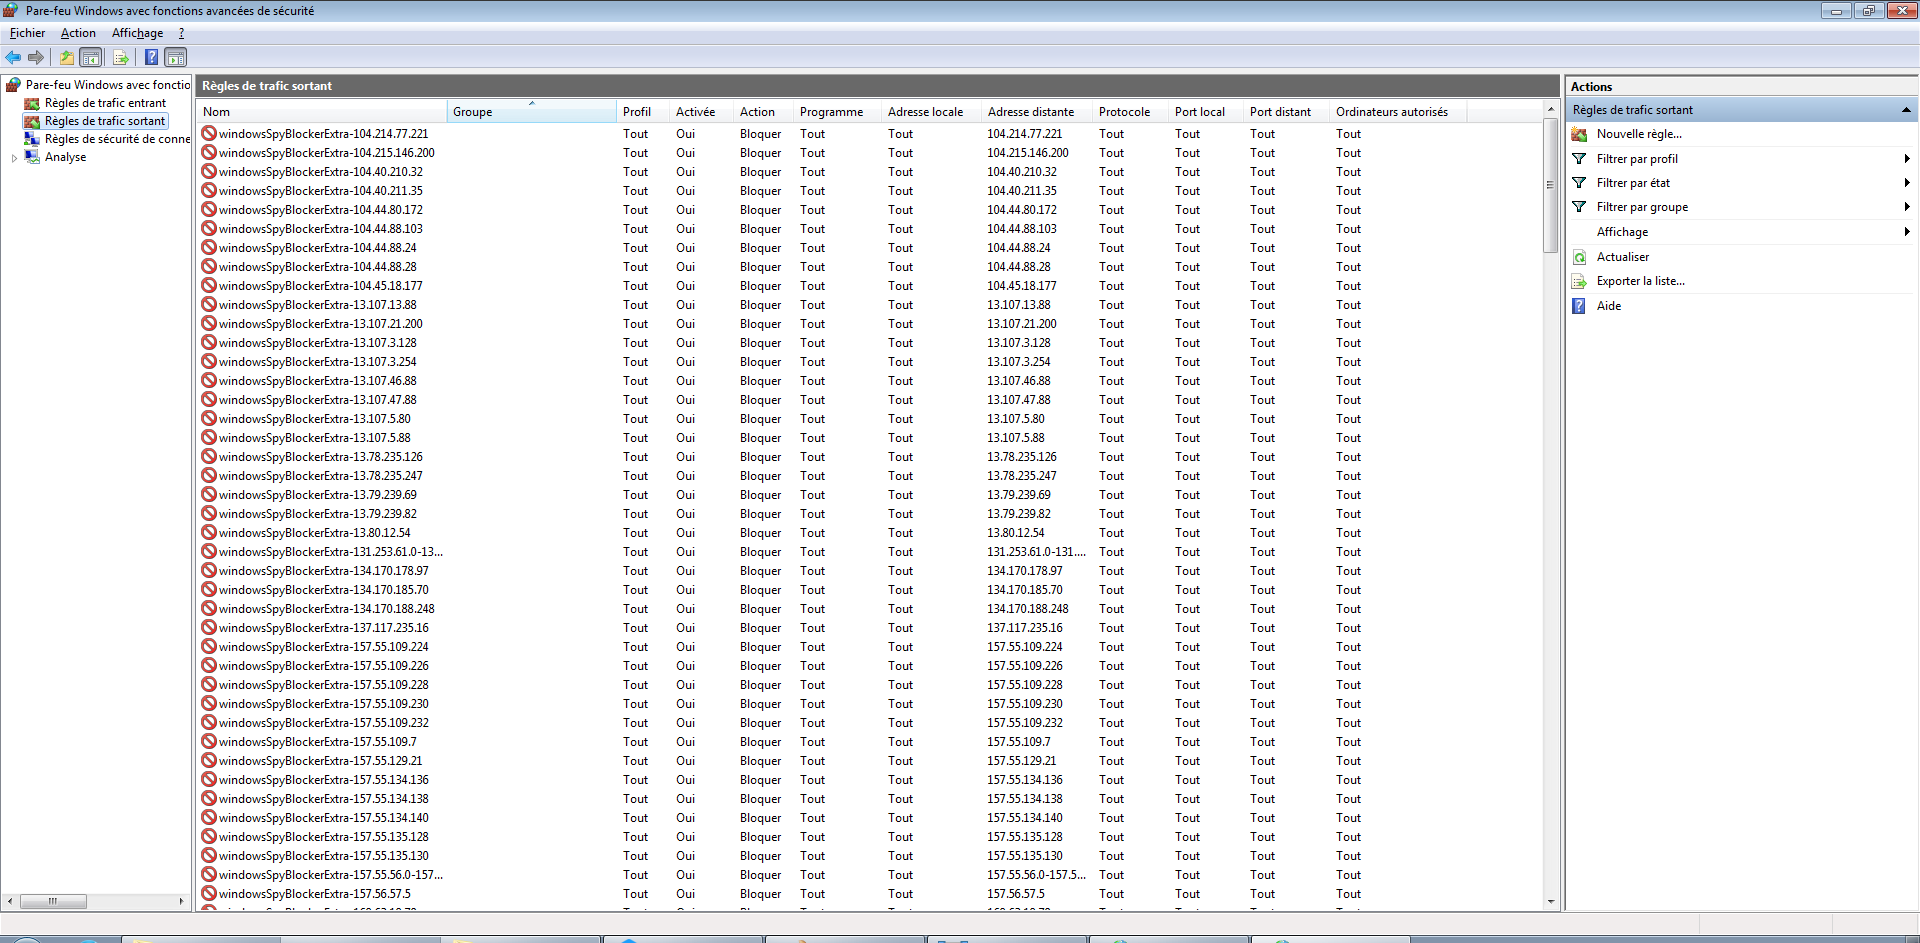 Pare-feu Windows avec fonctions avancées de sécurité
Fichier Action Affichage ?
Pare-feu Windows avec fonctio
Règles de trafic entrant
Règles de trafic sortant
Règles de sécurité de conne
Analyse
Règles de trafic sortant
Nom Groupe Profil Activée Action Programme Adresse locale Adresse distante Protocole Port local Port distant Ordinateurs autorisés
windowsSpyBlockerExtra-104.214.77.221 Tout Oui Bloquer Tout Tout 104.214.77.221 Tout Tout Tout Tout
windowsSpyBlockerExtra-104.215.146.200 Tout Oui Bloquer Tout Tout 104.215.146.200 Tout Tout Tout Tout
windowsSpyBlockerExtra-104.40.210.32 Tout Oui Bloquer Tout Tout 104.40.210.32 Tout Tout Tout Tout
windowsSpyBlockerExtra-104.40.211.35 Tout Oui Bloquer Tout Tout 104.40.211.35 Tout Tout Tout Tout
windowsSpyBlockerExtra-104.44.80.172 Tout Oui Bloquer Tout Tout 104.44.80.172 Tout Tout Tout Tout
windowsSpyBlockerExtra-104.44.88.103 Tout Oui Bloquer Tout Tout 104.44.88.103 Tout Tout Tout Tout
windowsSpyBlockerExtra-104.44.88.24 Tout Oui Bloquer Tout Tout 104.44.88.24 Tout Tout Tout Tout
windowsSpyBlockerExtra-104.44.88.28 Tout Oui Bloquer Tout Tout 104.44.88.28 Tout Tout Tout Tout
windowsSpyBlockerExtra-104.45.18.177 Tout Oui Bloquer Tout Tout 104.45.18.177 Tout Tout Tout Tout
windowsSpyBlockerExtra-13.107.13.88 Tout Oui Bloquer Tout Tout 13.107.13.88 Tout Tout Tout Tout
windowsSpyBlockerExtra-13.107.21.200 Tout Oui Bloquer Tout Tout 13.107.21.200 Tout Tout Tout Tout
windowsSpyBlockerExtra-13.107.3.128 Tout Oui Bloquer Tout Tout 13.107.3.128 Tout Tout Tout Tout
windowsSpyBlockerExtra-13.107.3.254 Tout Oui Bloquer Tout Tout 13.107.3.254 Tout Tout Tout Tout
windowsSpyBlockerExtra-13.107.46.88 Tout Oui Bloquer Tout Tout 13.107.46.88 Tout Tout Tout Tout
windowsSpyBlockerExtra-13.107.47.88 Tout Oui Bloquer Tout Tout 13.107.47.88 Tout Tout Tout Tout
windowsSpyBlockerExtra-13.107.5.80 Tout Oui Bloquer Tout Tout 13.107.5.80 Tout Tout Tout Tout
windowsSpyBlockerExtra-13.107.5.88 Tout Oui Bloquer Tout Tout 13.107.5.88 Tout Tout Tout Tout
windowsSpyBlockerExtra-13.78.235.126 Tout Oui Bloquer Tout Tout 13.78.235.126 Tout Tout Tout Tout
windowsSpyBlockerExtra-13.78.235.247 Tout Oui Bloquer Tout Tout 13.78.235.247 Tout Tout Tout Tout
windowsSpyBlockerExtra-13.79.239.69 Tout Oui Bloquer Tout Tout 13.79.239.69 Tout Tout Tout Tout
windowsSpyBlockerExtra-13.79.239.82 Tout Oui Bloquer Tout Tout 13.79.239.82 Tout Tout Tout Tout
windowsSpyBlockerExtra-13.80.12.54 Tout Oui Bloquer Tout Tout 13.80.12.54 Tout Tout Tout Tout
windowsSpyBlockerExtra-131.253.61.0-13... Tout Oui Bloquer Tout Tout 131.253.61.0-131.... Tout Tout Tout Tout
windowsSpyBlockerExtra-134.170.178.97 Tout Oui Bloquer Tout Tout 134.170.178.97 Tout Tout Tout Tout
windowsSpyBlockerExtra-134.170.185.70 Tout Oui Bloquer Tout Tout 134.170.185.70 Tout Tout Tout Tout
windowsSpyBlockerExtra-134.170.188.248 Tout Oui Bloquer Tout Tout 134.170.188.248 Tout Tout Tout Tout
windowsSpyBlockerExtra-137.117.235.16 Tout Oui Bloquer Tout Tout 137.117.235.16 Tout Tout Tout Tout
windowsSpyBlockerExtra-157.55.109.224 Tout Oui Bloquer Tout Tout 157.55.109.224 Tout Tout Tout Tout
windowsSpyBlockerExtra-157.55.109.226 Tout Oui Bloquer Tout Tout 157.55.109.226 Tout Tout Tout Tout
windowsSpyBlockerExtra-157.55.109.228 Tout Oui Bloquer Tout Tout 157.55.109.228 Tout Tout Tout Tout
windowsSpyBlockerExtra-157.55.109.230 Tout Oui Bloquer Tout Tout 157.55.109.230 Tout Tout Tout Tout
windowsSpyBlockerExtra-157.55.109.232 Tout Oui Bloquer Tout Tout 157.55.109.232 Tout Tout Tout Tout
windowsSpyBlockerExtra-157.55.109.7 Tout Oui Bloquer Tout Tout 157.55.109.7 Tout Tout Tout Tout
windowsSpyBlockerExtra-157.55.129.21 Tout Oui Bloquer Tout Tout 157.55.129.21 Tout Tout Tout Tout
windowsSpyBlockerExtra-157.55.134.136 Tout Oui Bloquer Tout Tout 157.55.134.136 Tout Tout Tout Tout
windowsSpyBlockerExtra-157.55.134.138 Tout Oui Bloquer Tout Tout 157.55.134.138 Tout Tout Tout Tout
windowsSpyBlockerExtra-157.55.134.140 Tout Oui Bloquer Tout Tout 157.55.134.140 Tout Tout Tout Tout
windowsSpyBlockerExtra-157.55.135.128 Tout Oui Bloquer Tout Tout 157.55.135.128 Tout Tout Tout Tout
windowsSpyBlockerExtra-157.55.135.130 Tout Oui Bloquer Tout Tout 157.55.135.130 Tout Tout Tout Tout
windowsSpyBlockerExtra-157.55.56.0-157... Tout Oui Bloquer Tout Tout 157.55.56.0-157.5... Tout Tout Tout Tout
windowsSpyBlockerExtra-157.56.57.5 Tout Oui Bloquer Tout Tout 157.56.57.5 Tout Tout Tout Tout
Actions
Règles de trafic sortant
Nouvelle règle...
Filtrer par profil
Filtrer par état
Filtrer par groupe
Affichage
Actualiser
Exporter la liste...
Aide